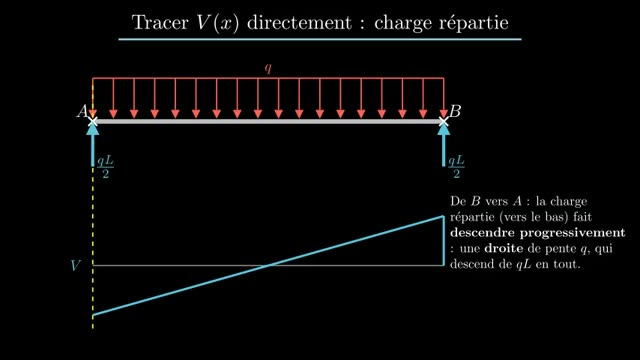 Tracer V(x) directement : charge répartie
q
A
B
qL/2
qL/2
De B vers A : la charge
répartie (vers le bas) fait
descendre progressivement
: une droite de pente q, qui
descend de qL en tout.
V